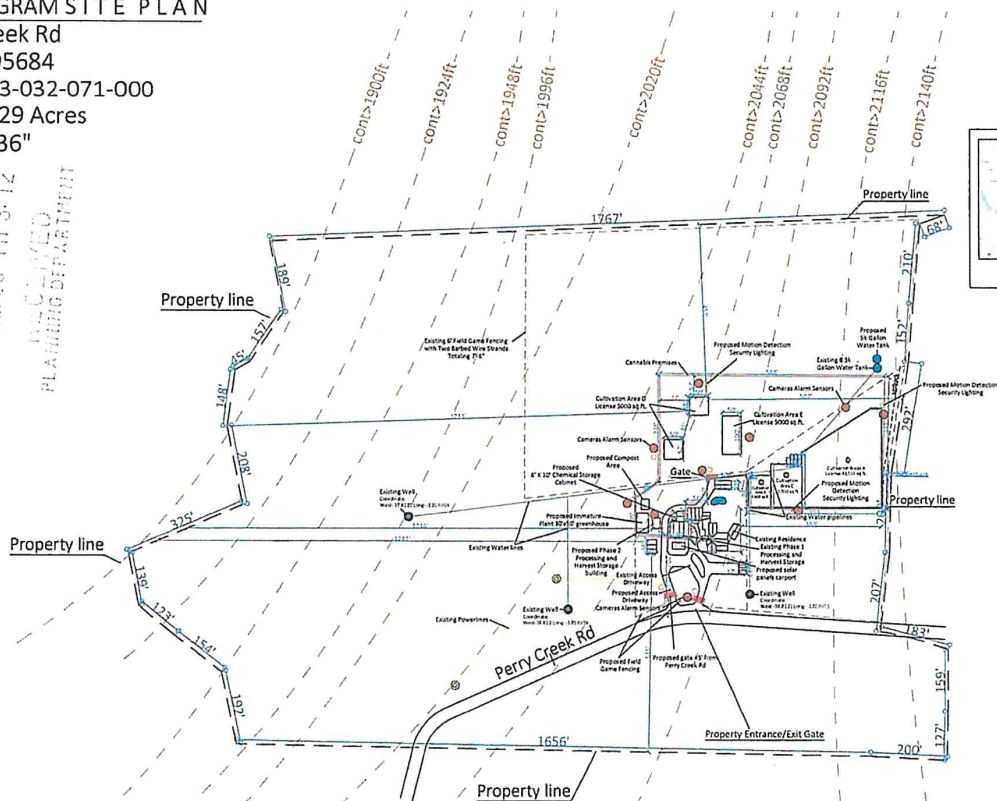 GRAM SITE PLAN
eek Rd
95684
3-032-071-000
29 Acres
36"
RECEIVED
PLANNING DEPARTMENT
cont>1900ft
cont>1924ft
cont>1948ft
cont>1996ft
cont>2020ft
cont>2044ft
cont>2068ft
cont>2092ft
cont>2116ft
cont>2140ft
Property line
1767'
68'
189'
210'
Property line
157'
152'
45'
Existing 6' Field Game Fencing
with Two Barbed Wire Strands
Totaling 7'-6"
Cannabis Premises
Proposed Motion Detection
Security Lighting
Proposed
5k Gallon
Water Tank
Existing 8 5k
Gallon Water Tank
Cameras Alarm Sensors
Proposed Motion Detection
Security Lighting
148'
292'
Cultivation Area D
License 5000 sq ft.
Cultivation Area E
License 5000 sq ft.
Cameras Alarm Sensors
Proposed Compost
Area
Proposed
8' X 10' Chemical Storage
Cabinet
Gate
208'
Proposed Motion
Detection
Security Lighting
Property line
Existing Water pipelines
Existing Well
325'
Proposed Immature
Plant 30'x50' greenhouse
Existing Water lines
Property line
Proposed Phase 2
Processing and
Harvest Storage
building
Existing Residence
Existing Phase 1
Processing and
Harvest Storage
Proposed solar
panels carport
139'
Existing Access
Driveway
Proposed Access
Driveway
Cameras Alarm Sensors
Existing Well
Existing Well
207'
123'
Existing Powerlines
183'
154'
Perry Creek Rd
Proposed Field
Game Fencing
Proposed gate 45' from
Perry Creek Rd
159'
192'
Property Entrance/Exit Gate
127'
1656'
200'
Property line